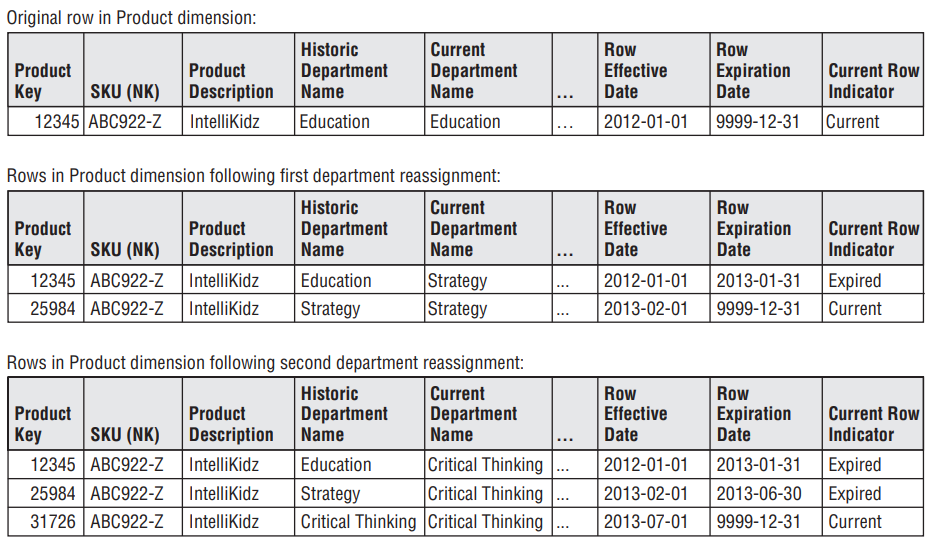 Original row in Product dimension:
Product Key SKU (NK) Product Description Historic Department Name Current Department Name ... Row Effective Date Row Expiration Date Current Row Indicator
12345 ABC922-Z IntelliKidz Education Education ... 2012-01-01 9999-12-31 Current
Rows in Product dimension following first department reassignment:
Product Key SKU (NK) Product Description Historic Department Name Current Department Name ... Row Effective Date Row Expiration Date Current Row Indicator
12345 ABC922-Z IntelliKidz Education Strategy ... 2012-01-01 2013-01-31 Expired
25984 ABC922-Z IntelliKidz Strategy Strategy ... 2013-02-01 9999-12-31 Current
Rows in Product dimension following second department reassignment:
Product Key SKU (NK) Product Description Historic Department Name Current Department Name ... Row Effective Date Row Expiration Date Current Row Indicator
12345 ABC922-Z IntelliKidz Education Critical Thinking ... 2012-01-01 2013-01-31 Expired
25984 ABC922-Z IntelliKidz Strategy Critical Thinking ... 2013-02-01 2013-06-30 Expired
31726 ABC922-Z IntelliKidz Critical Thinking Critical Thinking ... 2013-07-01 9999-12-31 Current